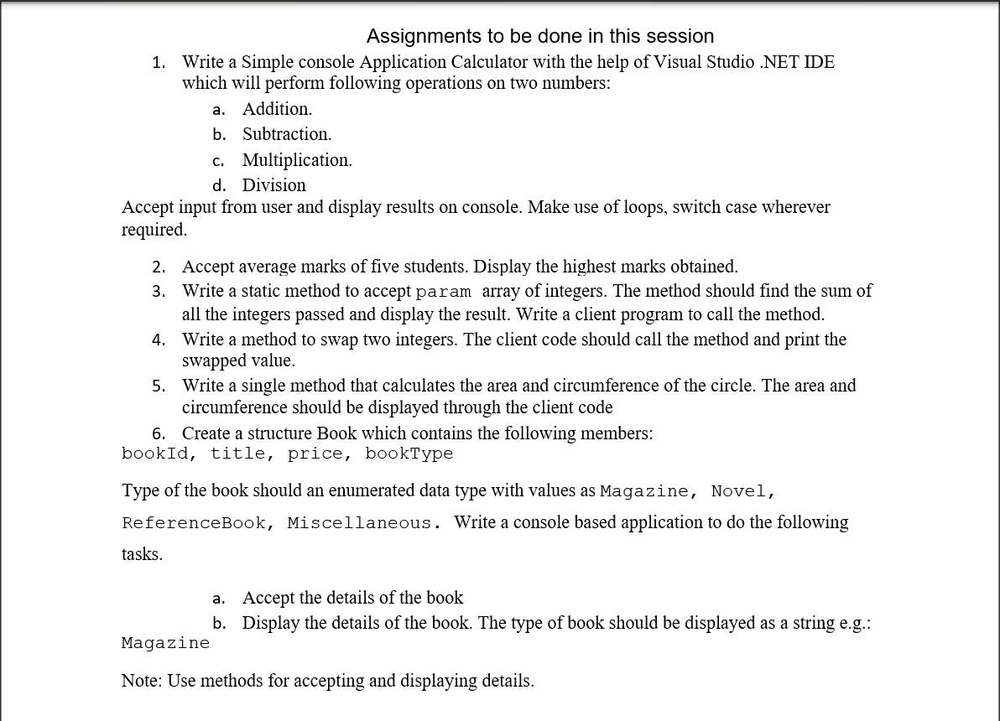 Assignments to be done in this session
1. Write a Simple console Application Calculator with the help of Visual Studio .NET IDE
which will perform following operations on two numbers:
a. Addition.
b. Subtraction.
c. Multiplication.
d. Division
Accept input from user and display results on console. Make use of loops, switch case wherever
required.
2. Accept average marks of five students. Display the highest marks obtained.
3. Write a static method to accept param array of integers. The method should find the sum of
all the integers passed and display the result. Write a client program to call the method.
4. Write a method to swap two integers. The client code should call the method and print the
swapped value.
5. Write a single method that calculates the area and circumference of the circle. The area and
circumference should be displayed through the client code
6. Create a structure Book which contains the following members:
bookId, title, price, bookType
Type of the book should an enumerated data type with values as Magazine, Novel,
ReferenceBook, Miscellaneous. Write a console based application to do the following
tasks.
a. Accept the details of the book
b. Display the details of the book. The type of book should be displayed as a string e.g.:
Magazine
Note: Use methods for accepting and displaying details.